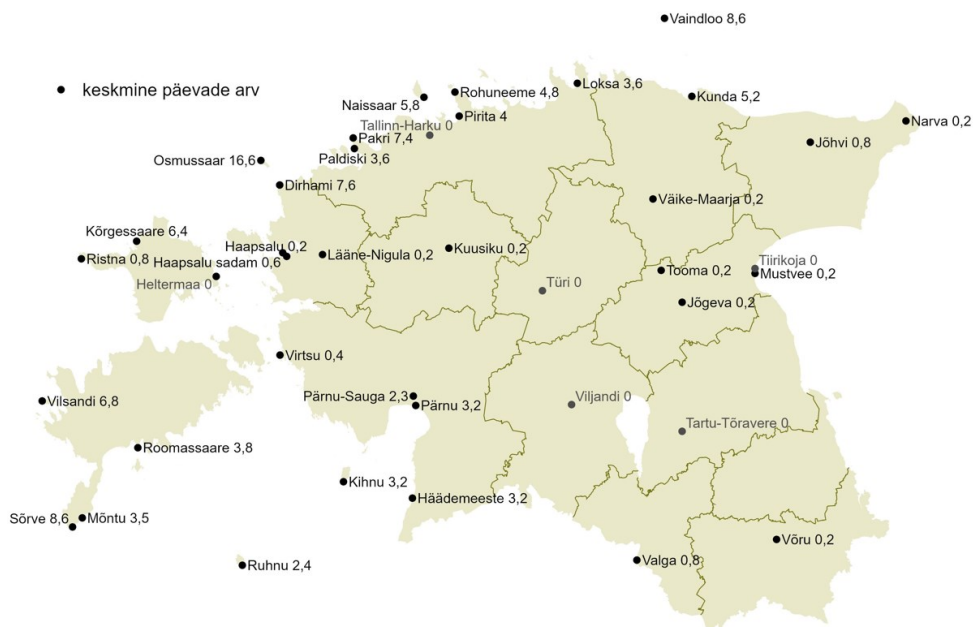 Vaindloo 8,6
keskmine päevade arv
Loksa 3,6
Rohuneeme 4,8
Kunda 5,2
Naissaar 5,8
Pirita 4
Narva 0,2
Tallinn-Harku 0
Pakri 7,4
Jõhvi 0,8
Paldiski 3,6
Osmussaar 16,6
Dirhami 7,6
Väike-Maarja 0,2
Kõrgessaare 6,4
Haapsalu 0,2
Kuusiku 0,2
Ristna 0,8
Haapsalu sadam 0,6
Lääne-Nigula 0,2
Tiirikoja 0
Tooma 0,2
Mustvee 0,2
Heltermaa 0
Türi 0
Jõgeva 0,2
Virtsu 0,4
Pärnu-Sauga 2,3
Viljandi 0
Vilsandi 6,8
Pärnu 3,2
Tartu-Tõravere 0
Roomassaare 3,8
Kihnu 3,2
Häädemeeste 3,2
Sõrve 8,6
Mõntu 3,5
Võru 0,2
Valga 0,8
Ruhnu 2,4